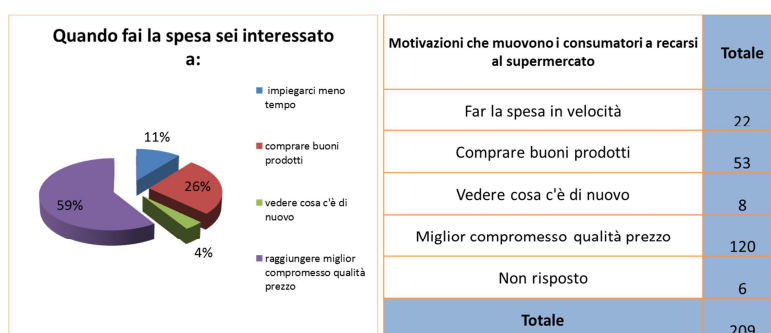 Quando fai la spesa sei interessato
a:
impiegarci meno
tempo
comprare buoni
prodotti
vedere cosa c'è di
nuovo
raggiungere miglior
compromesso qualità
prezzo
11%
26%
4%
59%
Motivazioni che muovono i consumatori a recarsi
al supermercato
Totale
Far la spesa in velocità
22
Comprare buoni prodotti
53
Vedere cosa c'è di nuovo
8
Miglior compromesso qualità prezzo
120
Non risposto
6
Totale
209